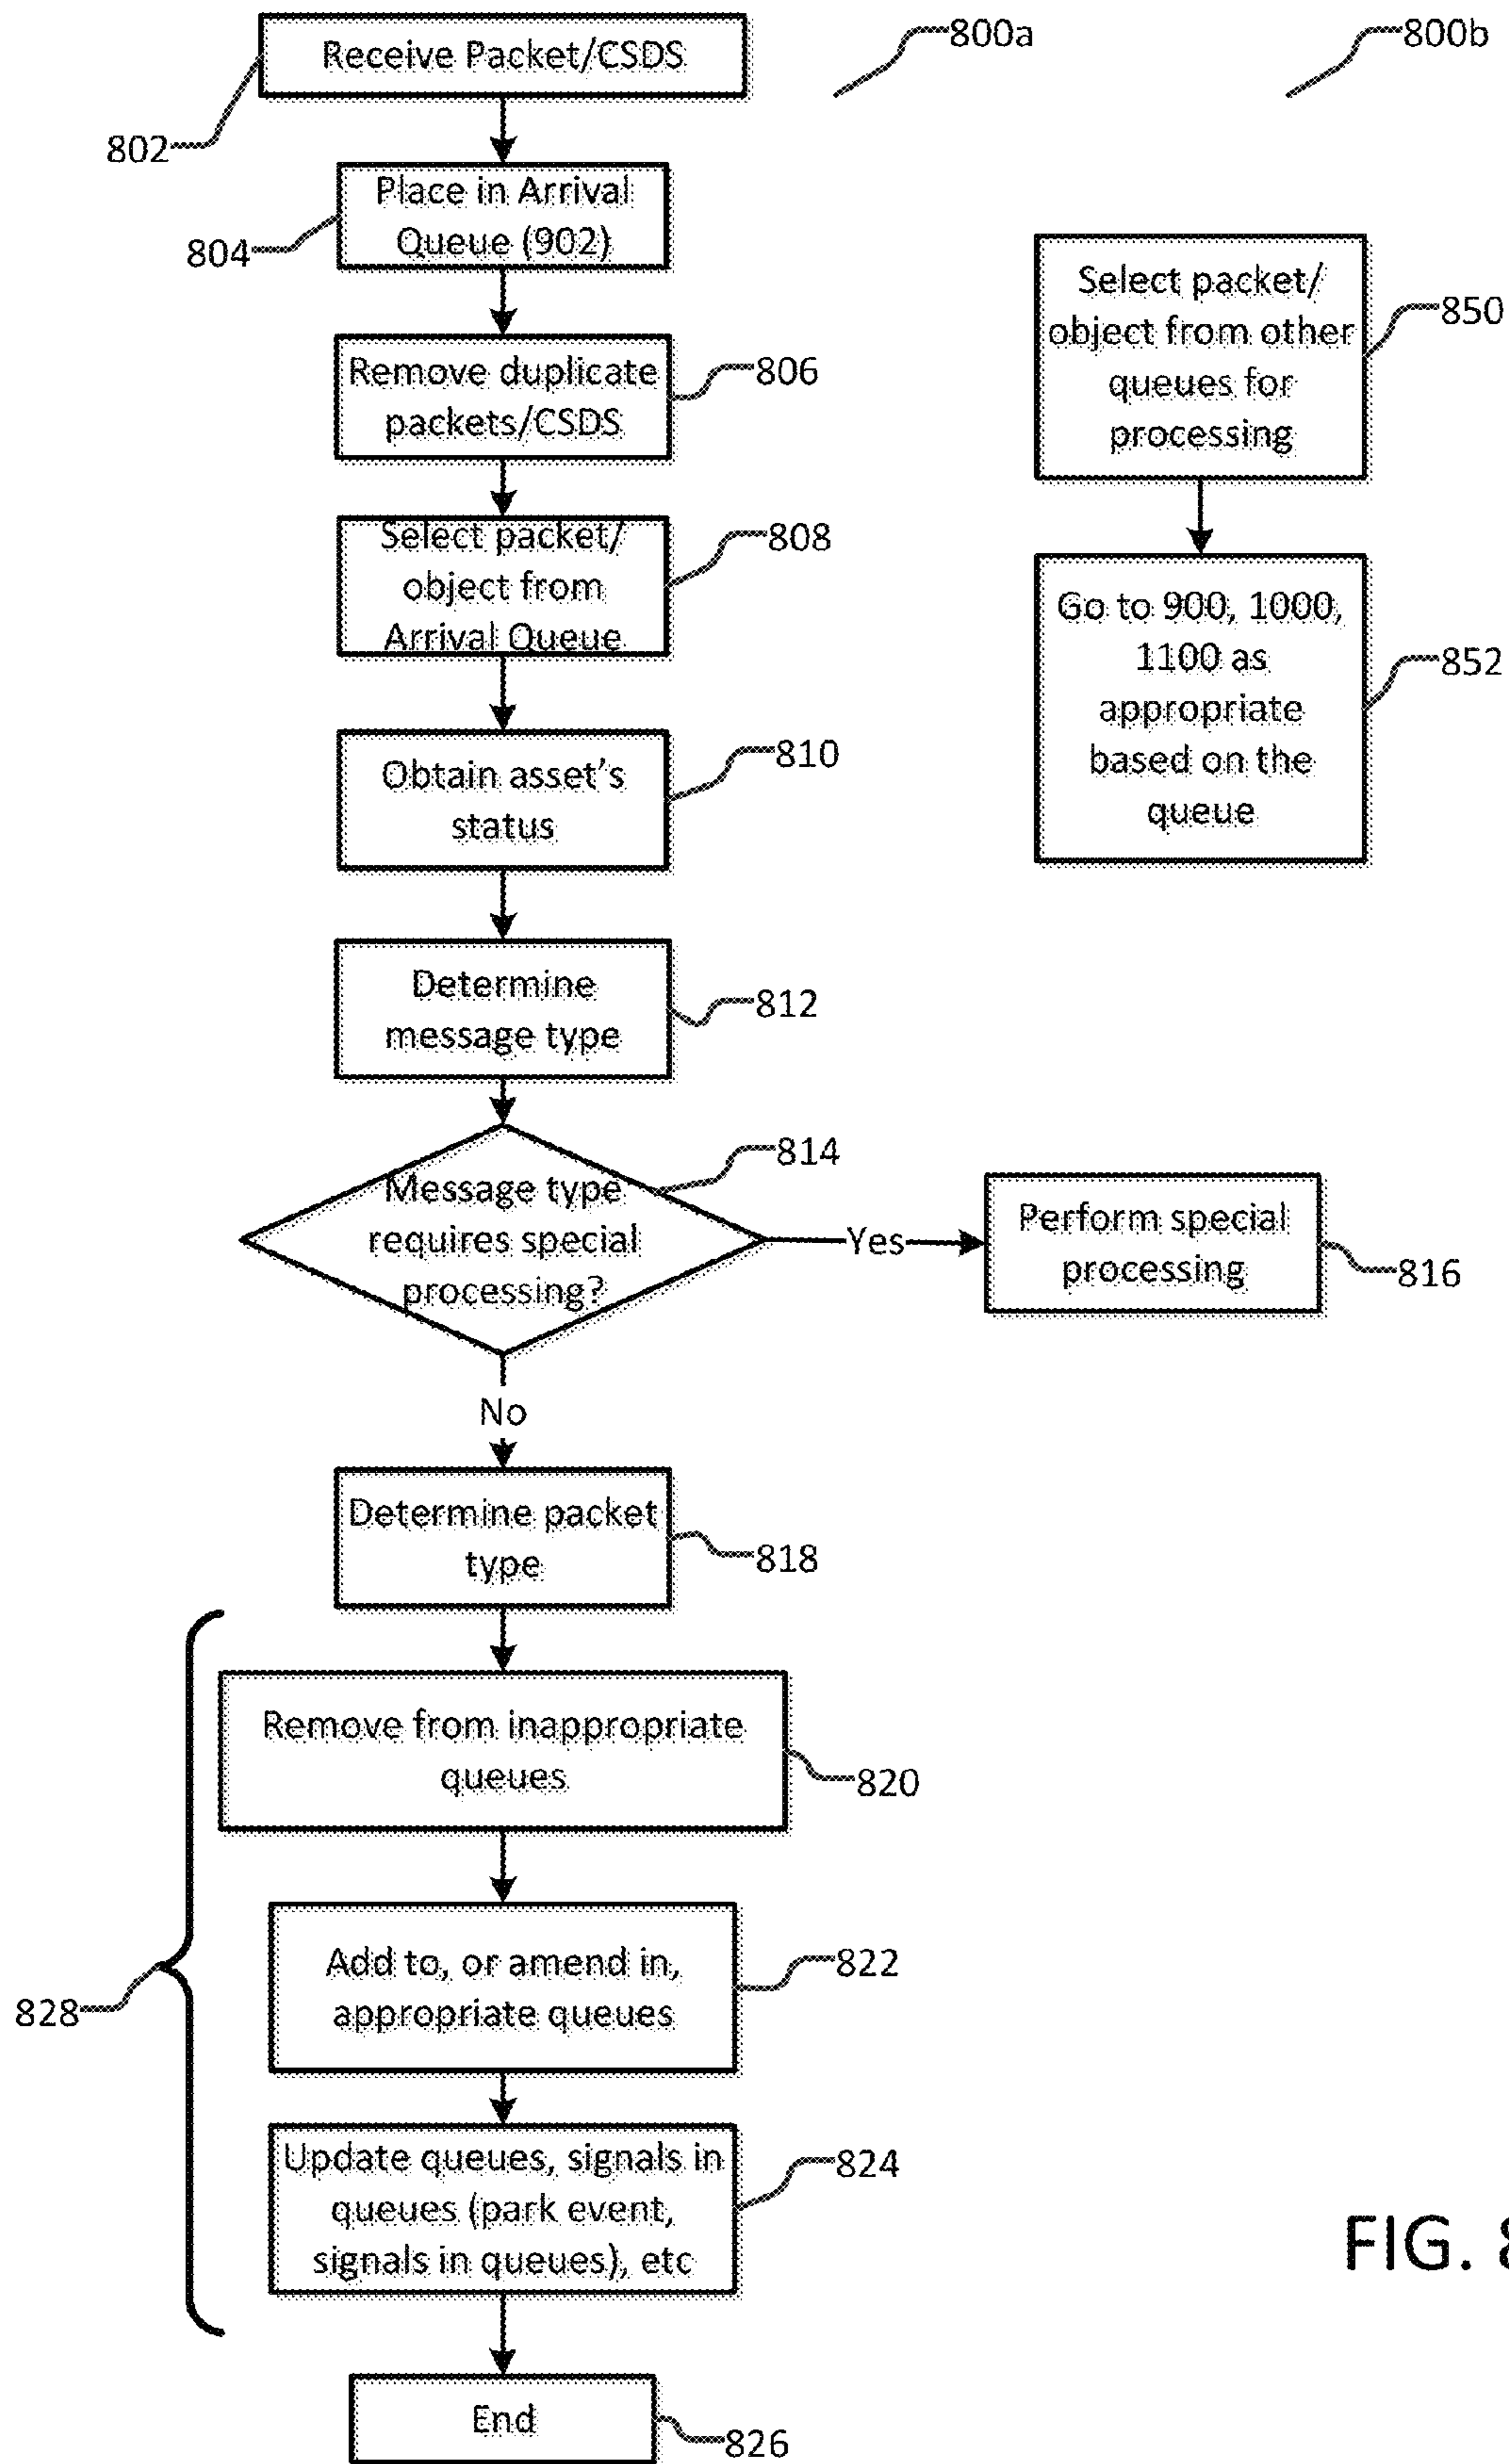 Receive Packet/CSDS
800a
800b
802
Place in Arrival
Queue (902)
804
Select packet/
object from other
queues for
processing
850
Remove duplicate
packets/CSDS
806
Select packet/
object from
Arrival Queue
808
Go to 900, 1000,
1100 as
appropriate
based on the
queue
852
Obtain asset's
status
810
Determine
message type
812
Message type
requires special
processing?
814
Yes
Perform special
processing
816
No
Determine packet
type
818
Remove from inappropriate
queues
820
Add to, or amend in,
appropriate queues
822
828
Update queues, signals in
queues (park event,
signals in queues), etc
824
FIG. 8
End
826